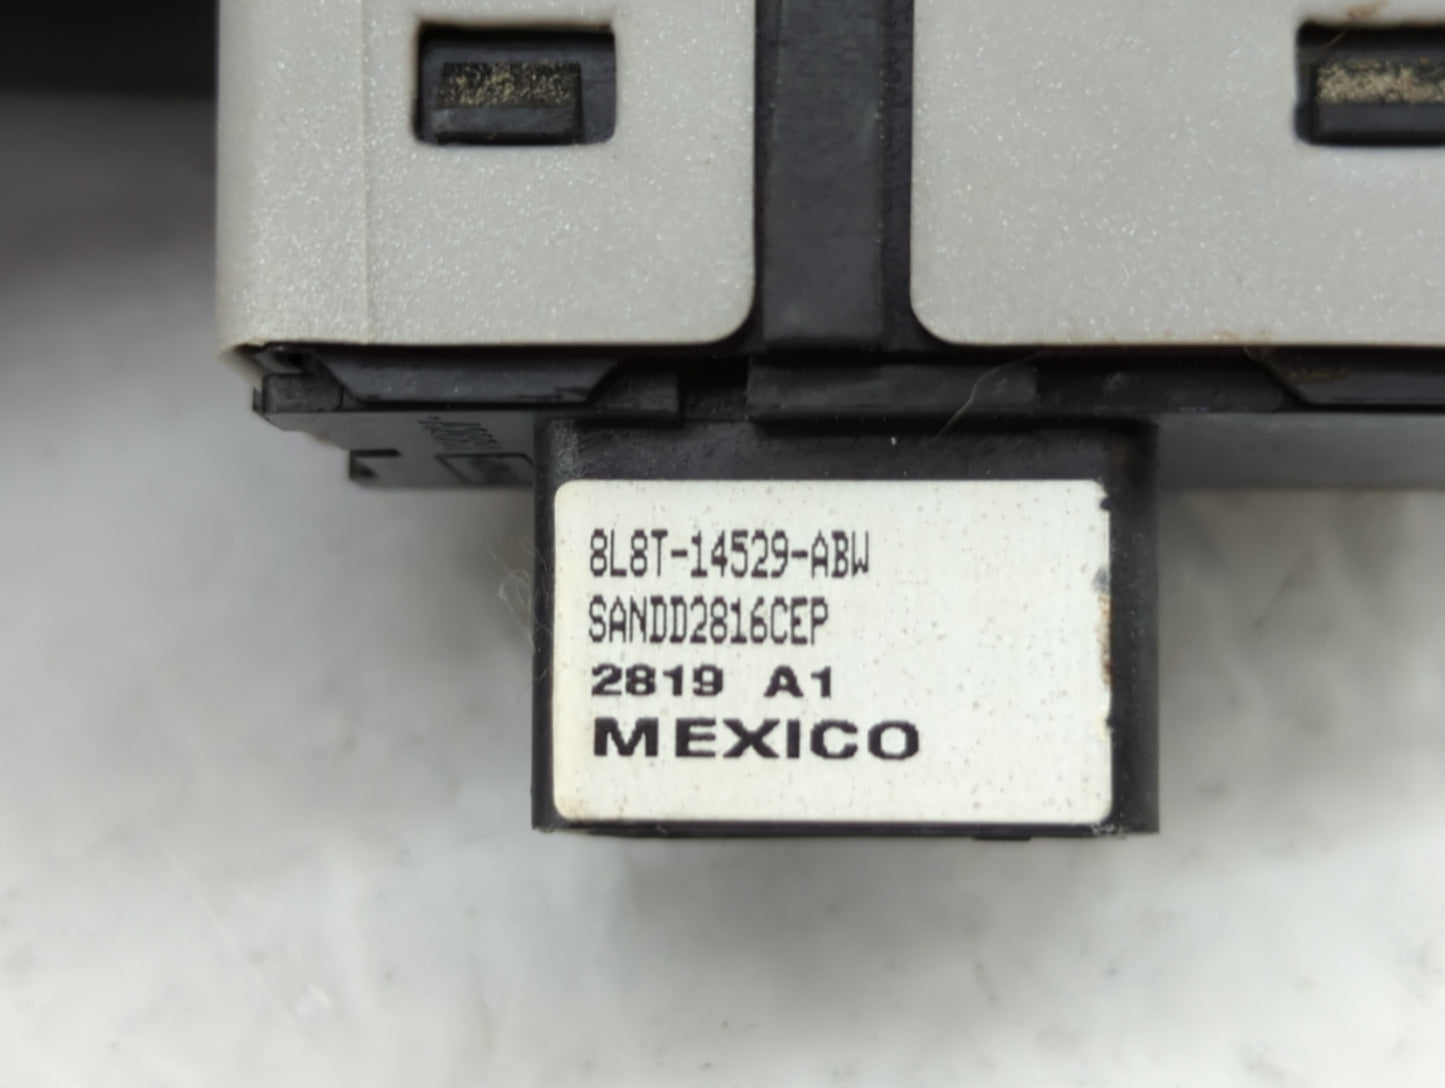 8L8T-14529-ABW
SANDD2816CEP
2819 A1
MEXICO